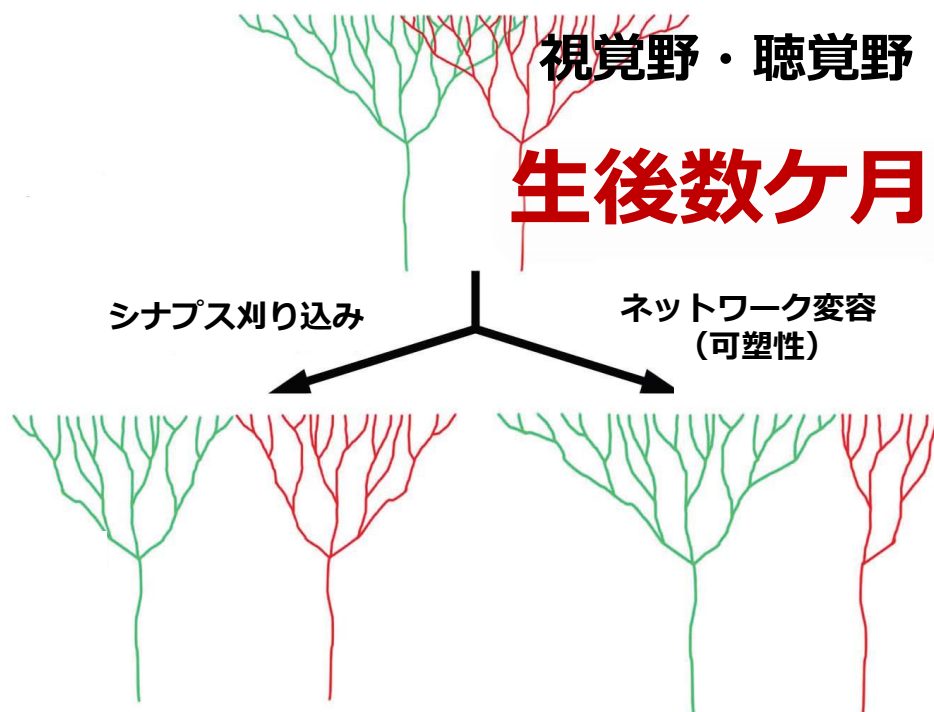 視覚野・聴覚野
生後数ケ月
シナプス刈り込み
ネットワーク変容
（可塑性）